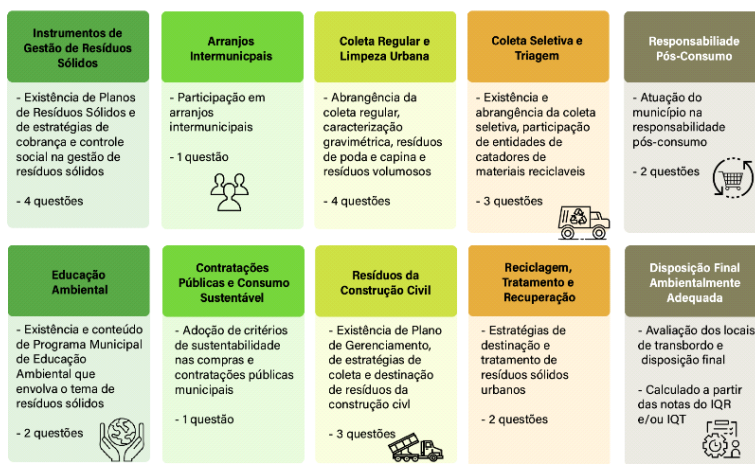 Instrumentos de
Gestão de Resíduos
Sólidos
- Existência de Planos
de Resíduos Sólidos e
de estratégias de
cobrança e controle
social na gestão de
resíduos sólidos
- 4 questões
Arranjos
Intermunicpais
- Participação em
arranjos
intermunicipais
- 1 questão
Coleta Regular e
Limpeza Urbana
- Abrangência da
coleta regular,
caracterização
gravimétrica, resíduos
de poda e capina e
resíduos volumosos
- 4 questões
Coleta Seletiva e
Triagem
- Existência e
abrangência da coleta
seletiva, participação
de entidades de
catadores de
materiais reciclaveis
- 3 questões
Responsabiliade
Pós-Consumo
- Atuação do
município na
responsabilidade
pós-consumo
- 2 questões
Educação
Ambiental
- Existência e conteúdo
de Programa Municipal
de Educação
Ambiental que
envolva o tema de
resíduos sólidos
- 2 questões
Contratações
Públicas e Consumo
Sustentável
- Adoção de critérios
de sustentabilidade
nas compras e
contratações públicas
municipais
- 1 questão
Resíduos da
Construção Civil
- Existência de Plano
de Gerenciamento,
de estratégias de
coleta e destinação
de resíduos da
construção civl
- 3 questões
Reciclagem,
Tratamento e
Recuperação
- Estratégias de
destinação e
tratamento de
resíduos sólidos
urbanos
- 2 questões
Disposição Final
Ambientalmente
Adequada
- Avaliação dos locais
de transbordo e
disposição final
- Calculado a partir
das notas do IQR
e/ou IQT